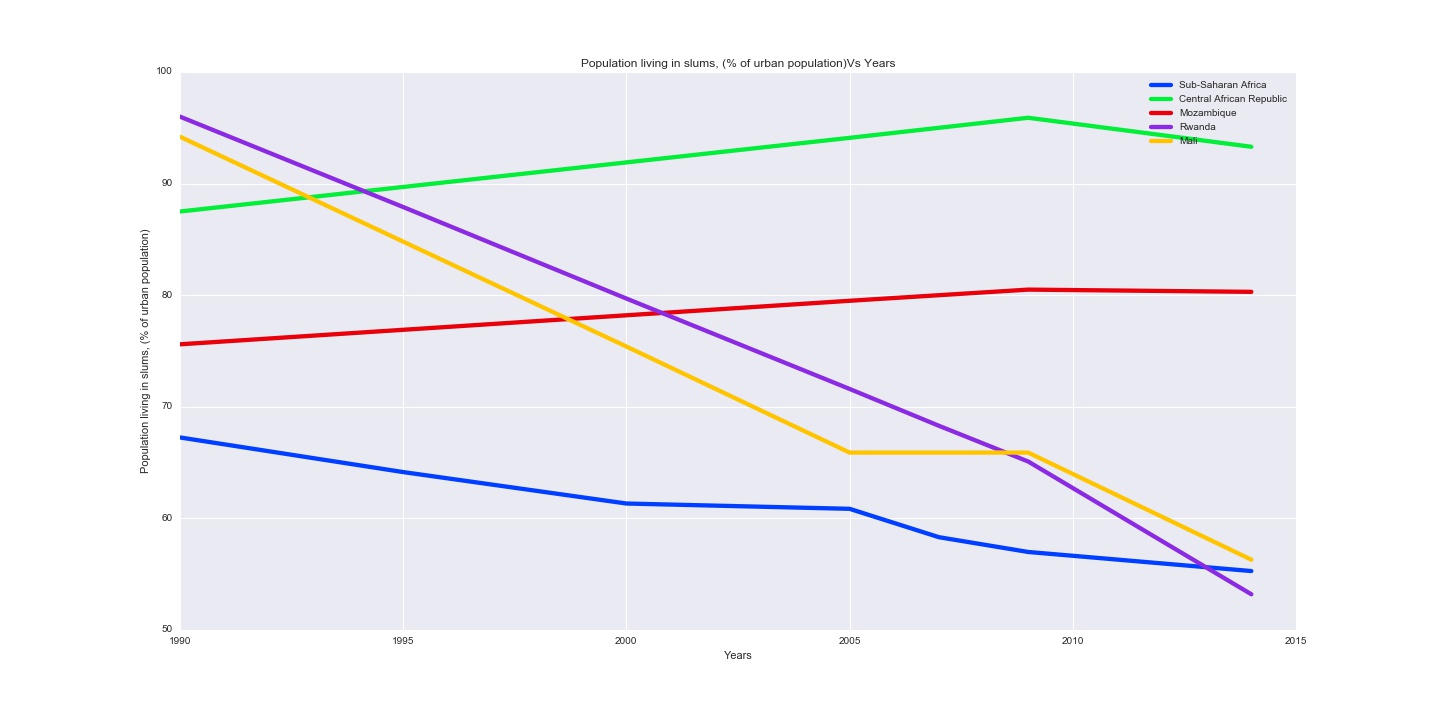 Population living in slums, (% of urban population)Vs Years
Sub-Saharan Africa
Central African Republic
Mozambique
Rwanda
Mali
Population living in slums, (% of urban population)
100
90
80
70
60
50
1990
1995
2000
2005
2010
2015
Years